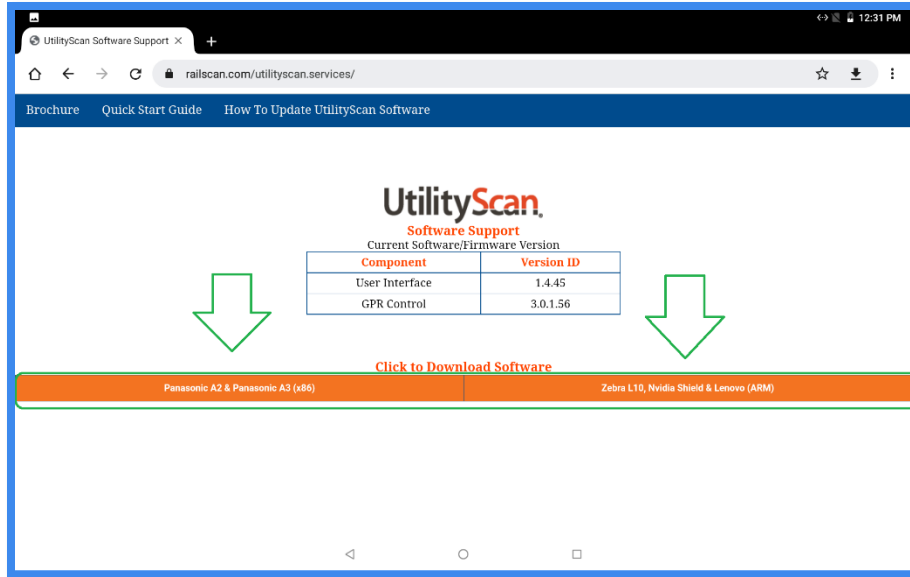 12:31 PM
UtilityScan Software Support
railscan.com/utilityscan.services/
Brochure Quick Start Guide How To Update UtilityScan Software
UtilityScan.
Software Support
Current Software/Firmware Version
Component Version ID
User Interface 1.4.45
GPR Control 3.0.1.56
Click to Download Software
Panasonic A2 & Panasonic A3 (x86) Zebra L10, Nvidia Shield & Lenovo (ARM)